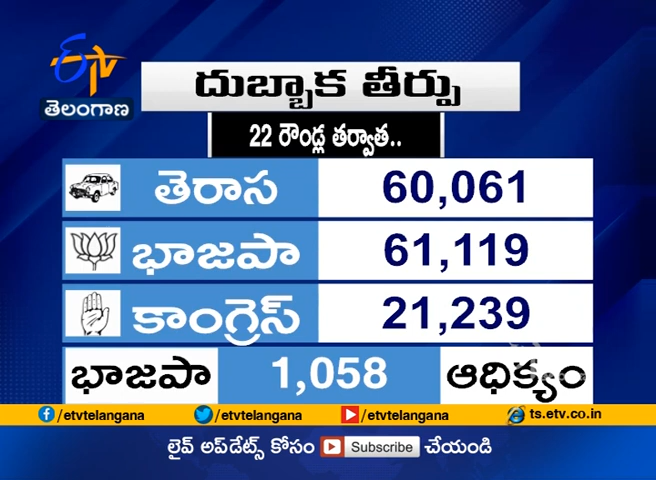 ETV
తెలంగాణ
దుబ్బాక తీర్పు
22 రౌండ్ల తర్వాత..
తెరాస 60,061
భాజపా 61,119
కాంగ్రెస్ 21,239
భాజపా 1,058 ఆధిక్యం
/etvtelangana /etvtelangana /etvtelangana ts.etv.co.in
లైవ్ అప్‌డేట్స్ కోసం Subscribe చేయండి